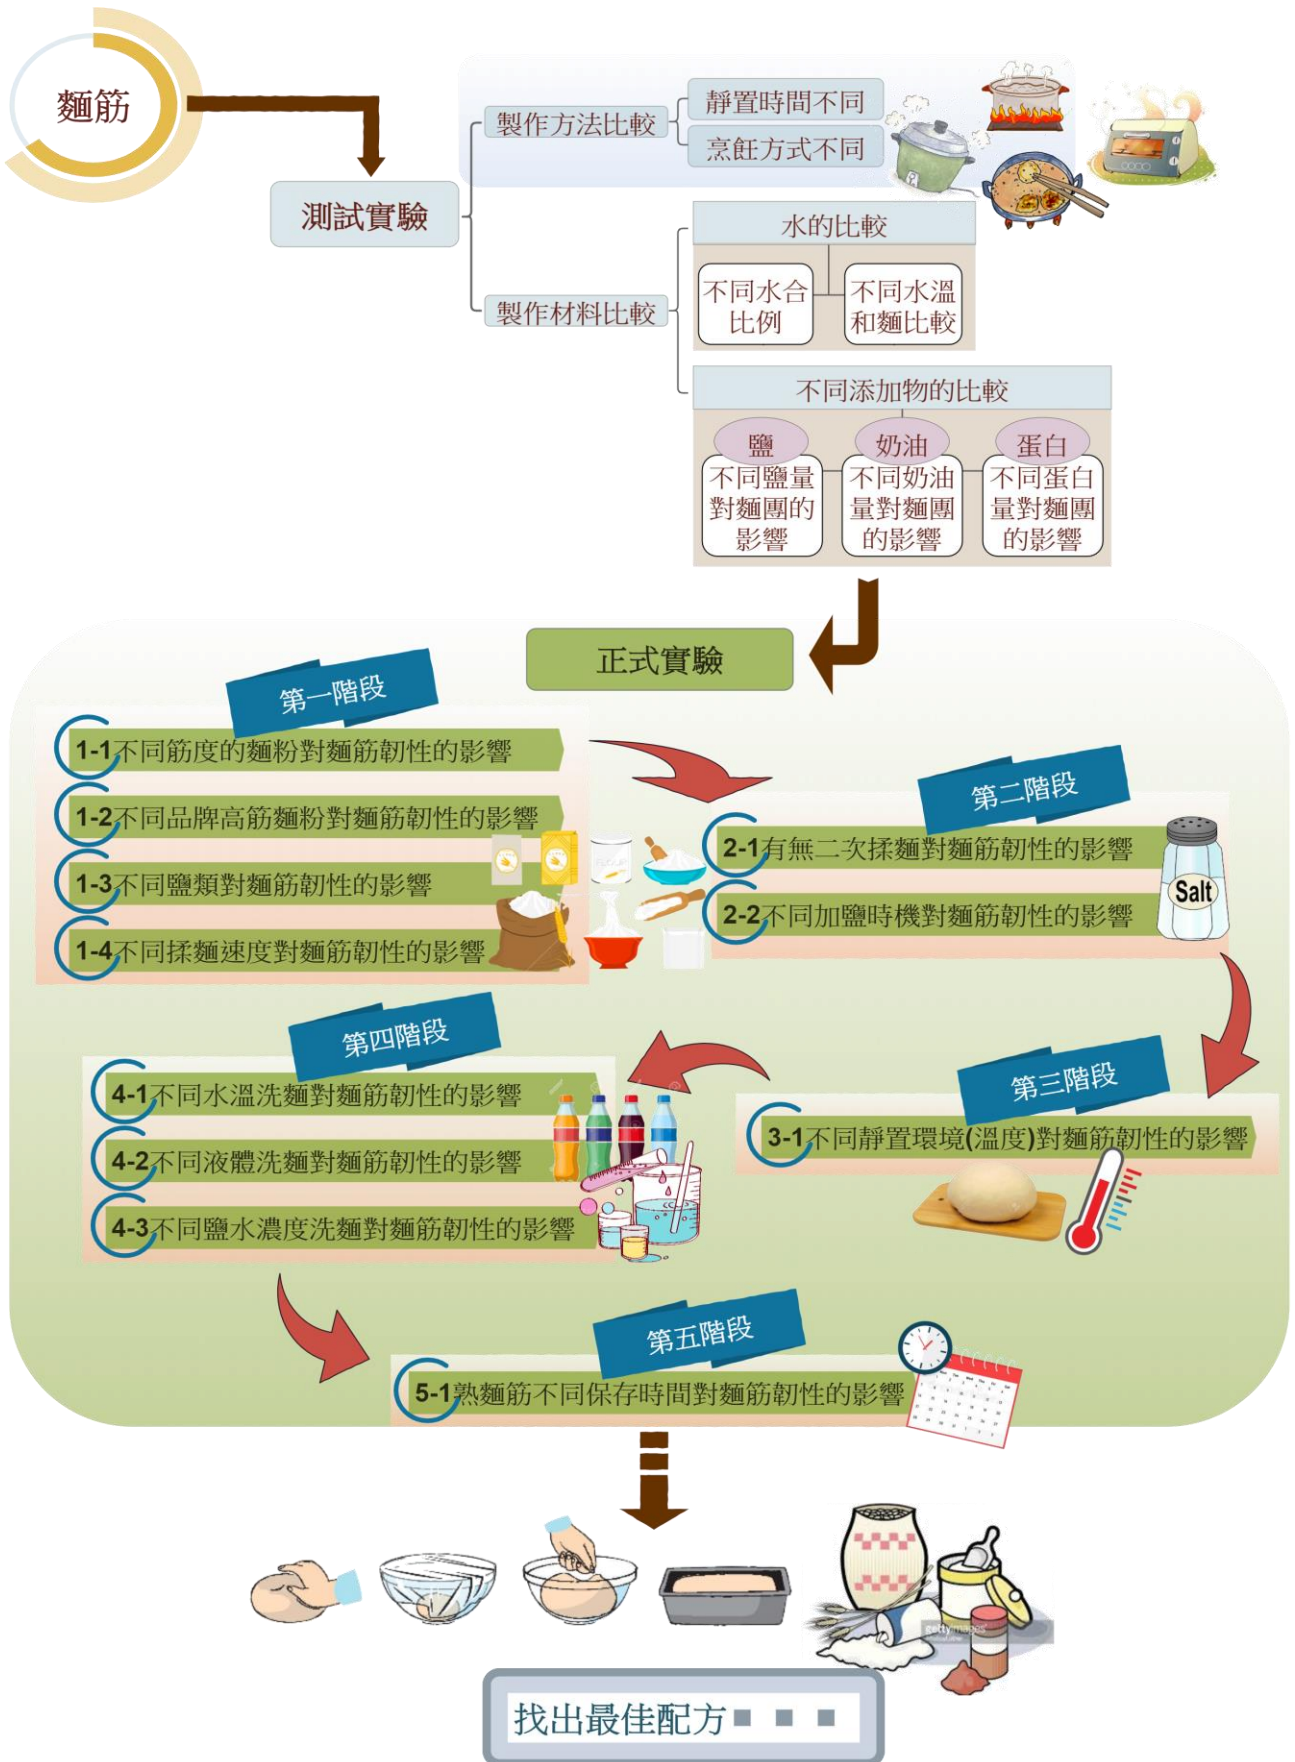 麵筋
測試實驗
製作方法比較
靜置時間不同
烹飪方式不同
製作材料比較
水的比較
不同水合
比例
不同水溫
和麵比較
不同添加物的比較
鹽
不同鹽量
對麵團的
影響
奶油
不同奶油
量對麵團
的影響
蛋白
不同蛋白
量對麵團
的影響
正式實驗
第一階段
1-1不同筋度的麵粉對麵筋韌性的影響
1-2不同品牌高筋麵粉對麵筋韌性的影響
1-3不同鹽類對麵筋韌性的影響
1-4不同揉麵速度對麵筋韌性的影響
第二階段
2-1有無二次揉麵對麵筋韌性的影響
2-2不同加鹽時機對麵筋韌性的影響
Salt
第三階段
3-1不同靜置環境(溫度)對麵筋韌性的影響
第四階段
4-1不同水溫洗麵對麵筋韌性的影響
4-2不同液體洗麵對麵筋韌性的影響
4-3不同鹽水濃度洗麵對麵筋韌性的影響
第五階段
5-1熟麵筋不同保存時間對麵筋韌性的影響
gettyimages
找出最佳配方